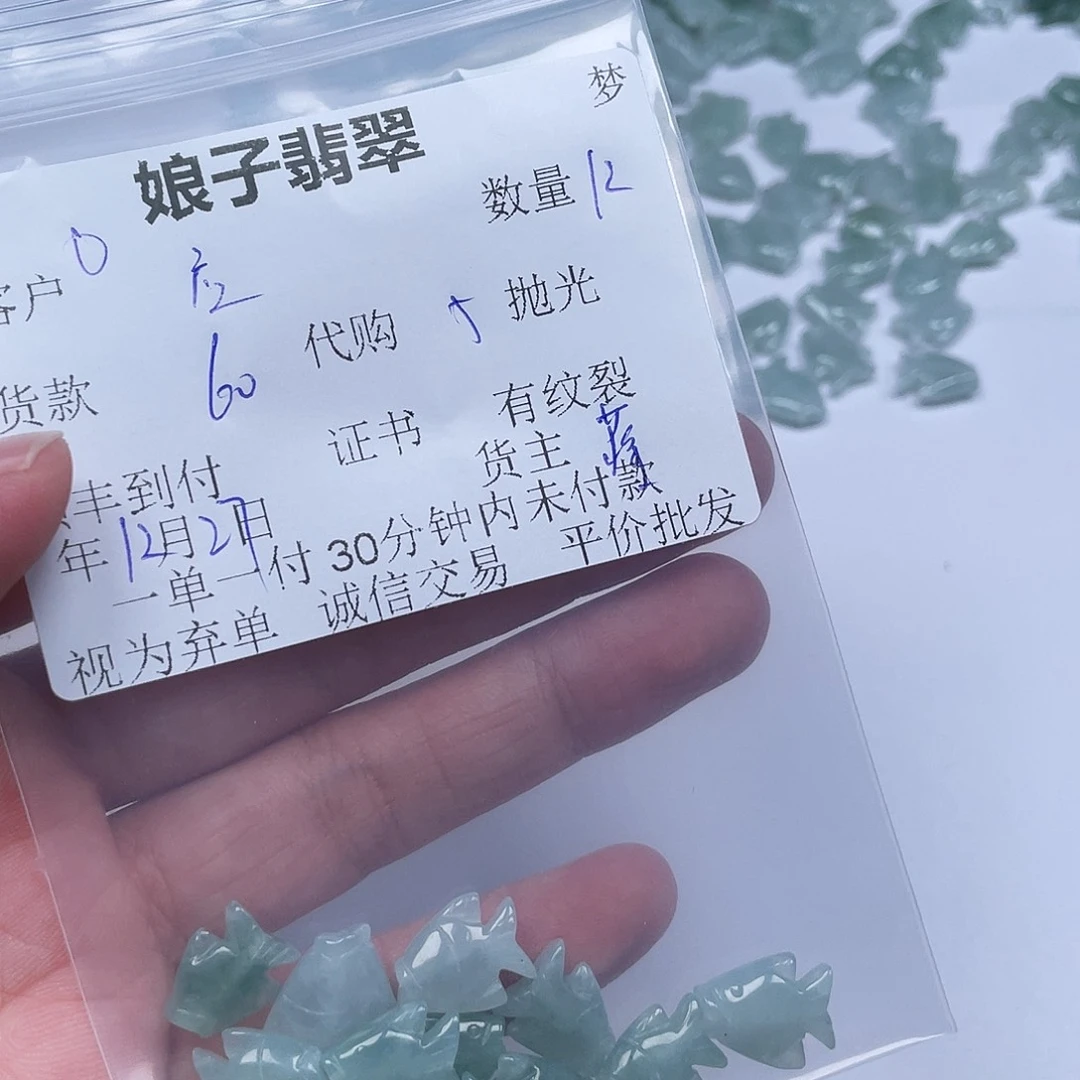 梦
娘子翡翠
数量 12
客户
代购 抛光
货款 60
证书 有纹裂
货主
丰到付
年12月27日
一单一付 30分钟内未付款
视为弃单 诚信交易 平价批发